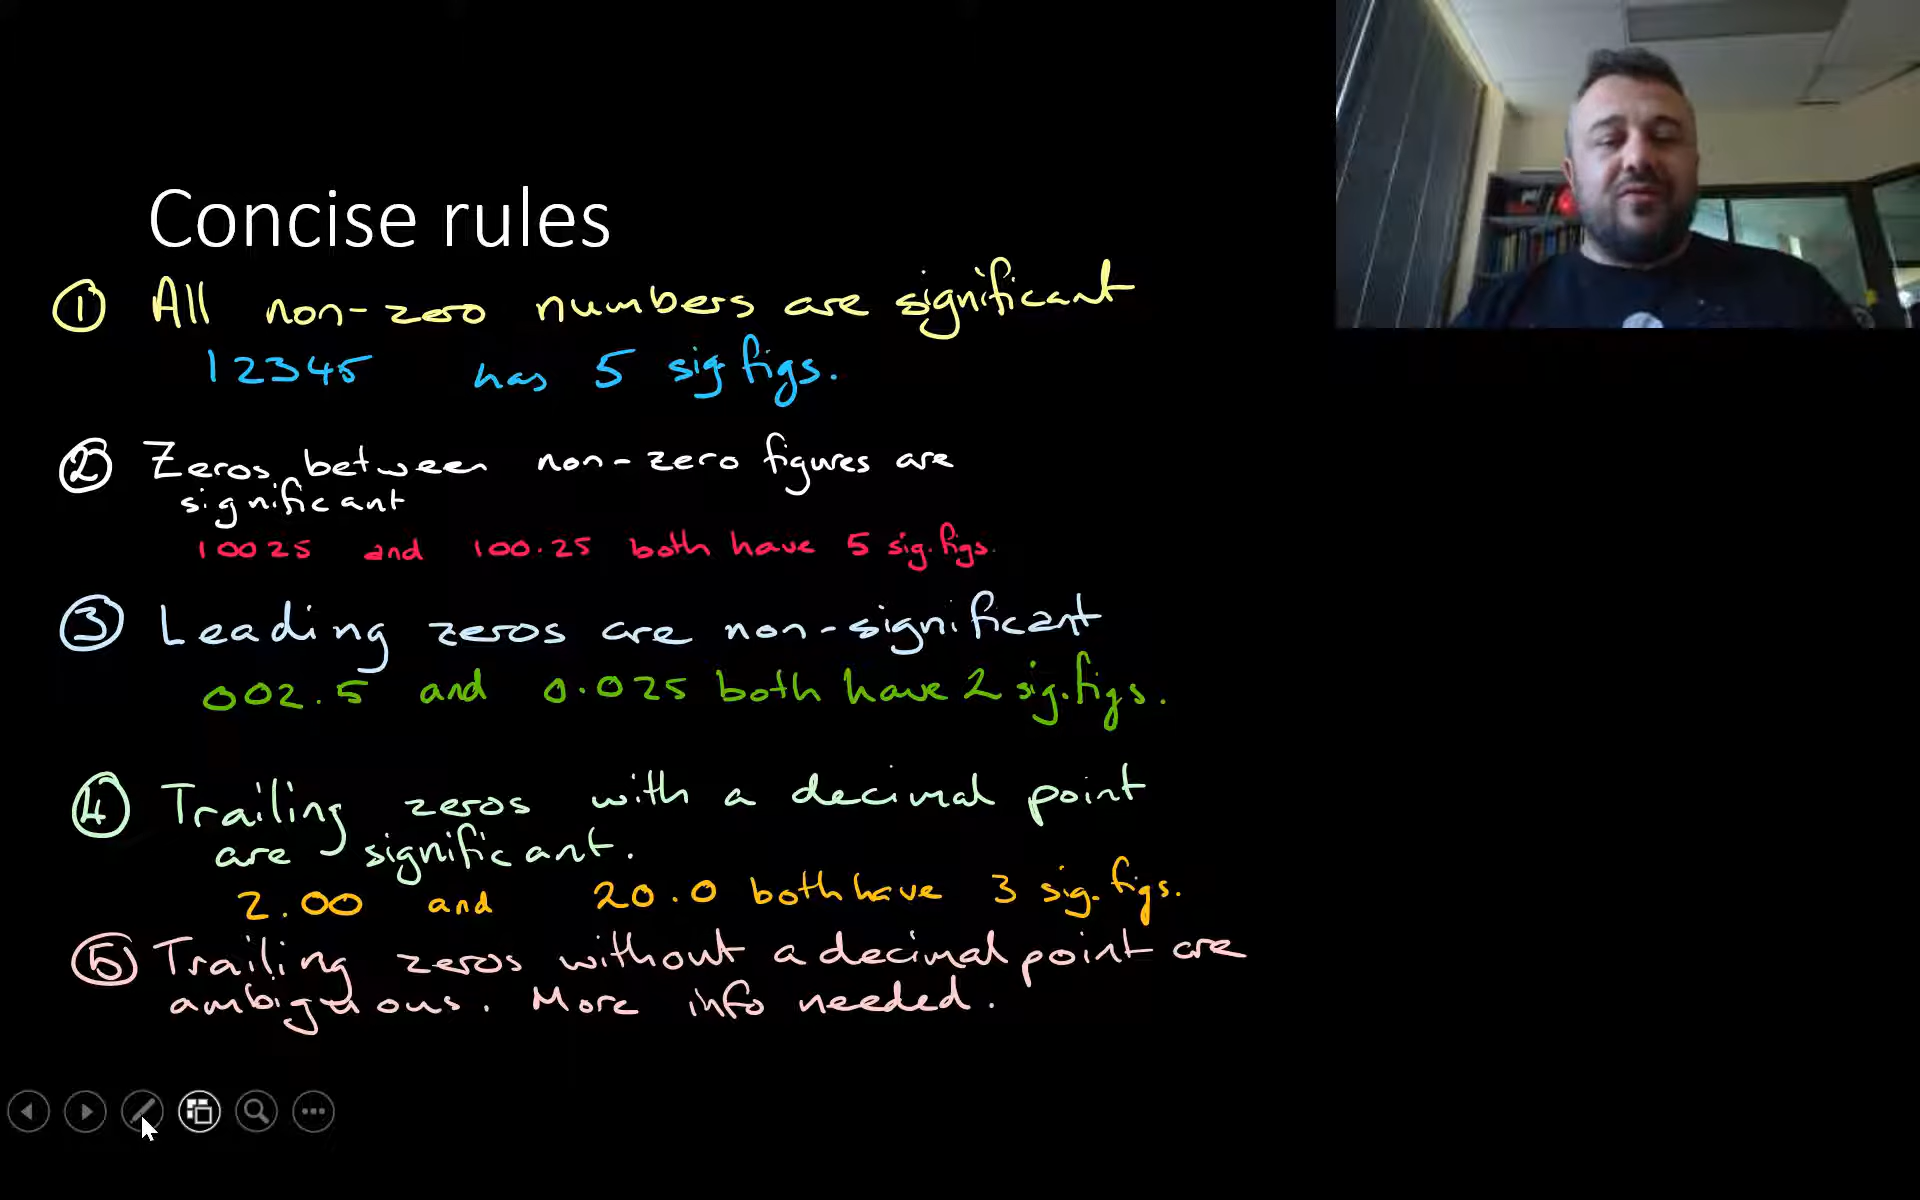 Concise rules
① All non-zero numbers are significant
12345 has 5 sig figs.
② Zeros between non-zero figures are
significant
10025 and 100.25 both have 5 sig. figs.
③ Leading zeros are non-significant
002.5 and 0.025 both have 2 sig. figs.
④ Trailing zeros with a decimal point
are significant.
2.00 and 20.0 both have 3 sig. figs.
⑤ Trailing zeros without a decimal point are
ambiguous. More info needed.